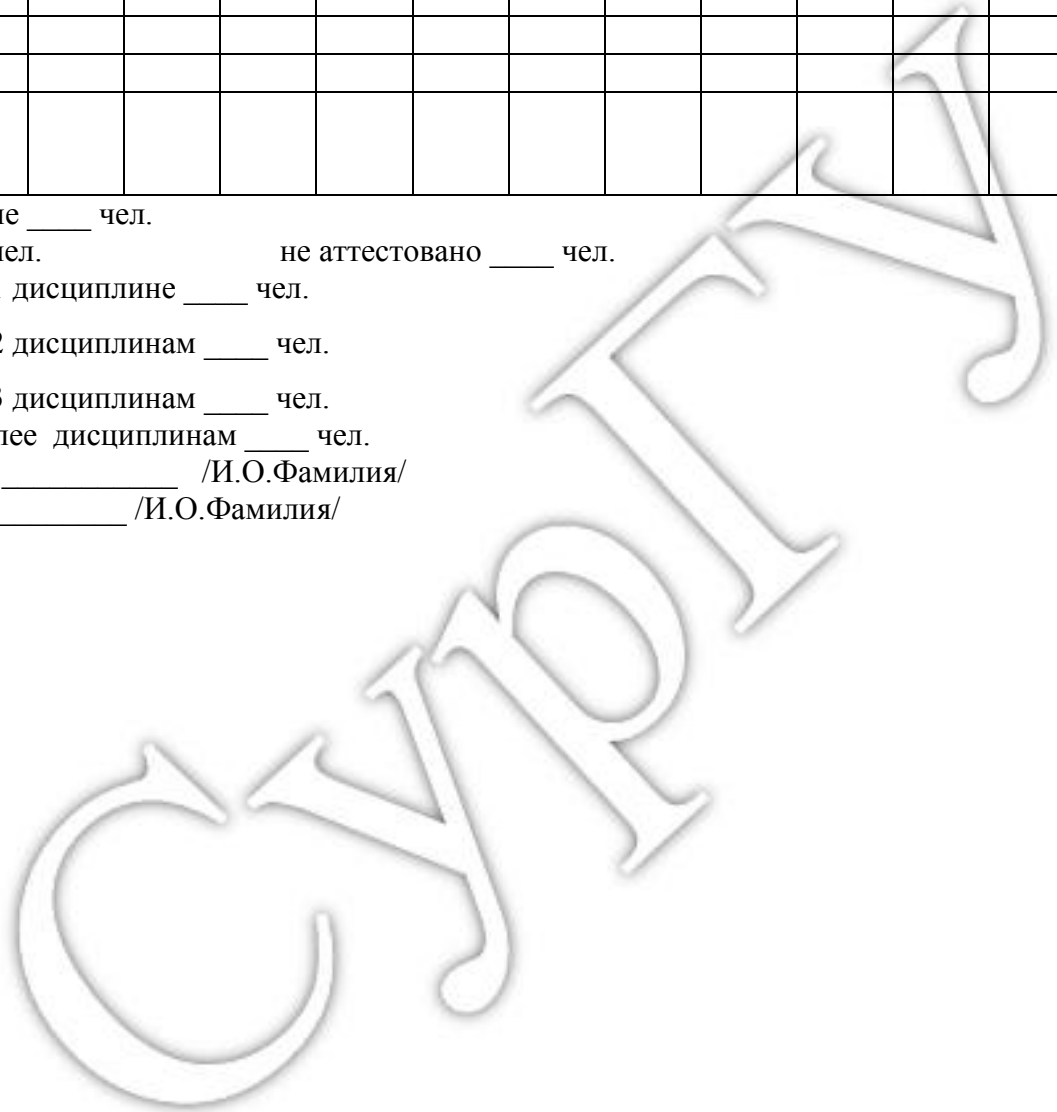 не ____ чел.
чел. не аттестовано ____ чел.
дисциплине ____ чел.
2 дисциплинам ____ чел.
3 дисциплинам ____ чел.
лее дисциплинам ____ чел.
___________ /И.О.Фамилия/
________ /И.О.Фамилия/
СурГУ